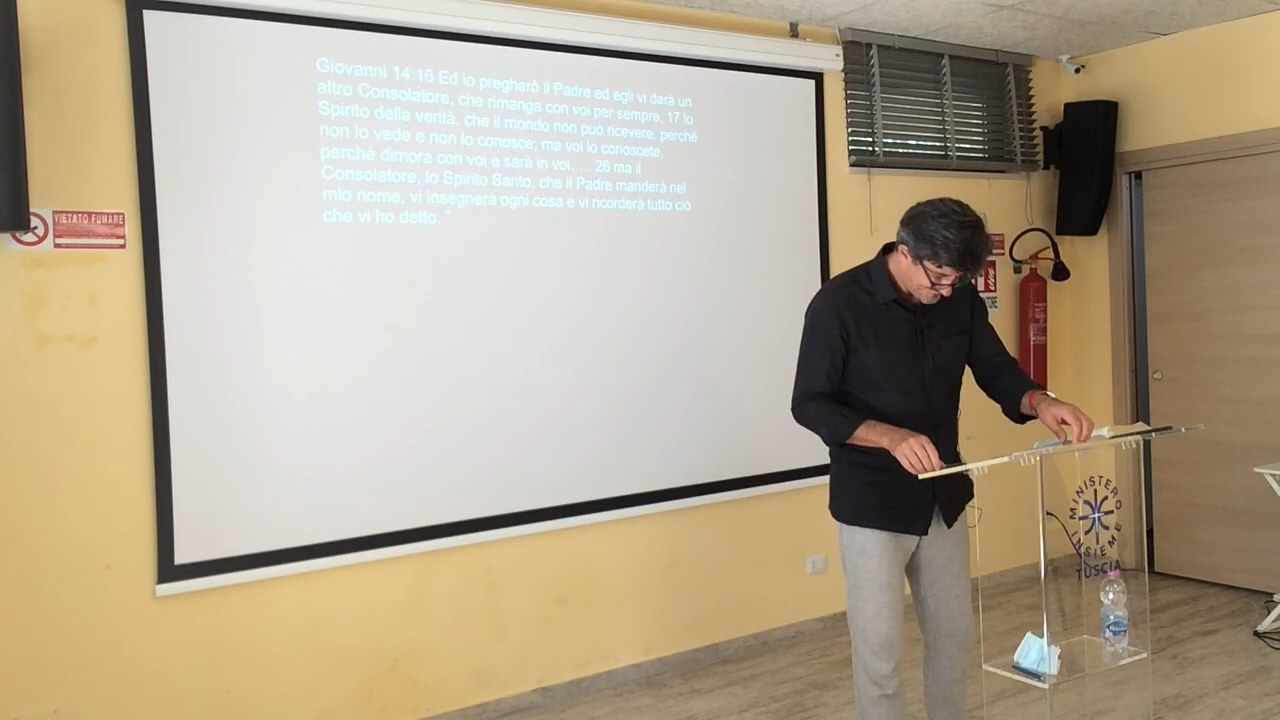 Giovanni 14:16 Ed io pregherò il Padre ed egli vi darà un
altro Consolatore, che rimanga con voi per sempre, 17 lo
Spirito della verità, che il mondo non può ricevere, perché
non lo vede e non lo conosce; ma voi lo conoscete,
perché dimora con voi e sarà in voi..... 26 ma il
Consolatore, lo Spirito Santo, che il Padre manderà nel
mio nome, vi insegnerà ogni cosa e vi ricorderà tutto ciò
che vi ho detto. "
VIETATO FUMARE
MINISTERO
INSIEME
TUSCIA